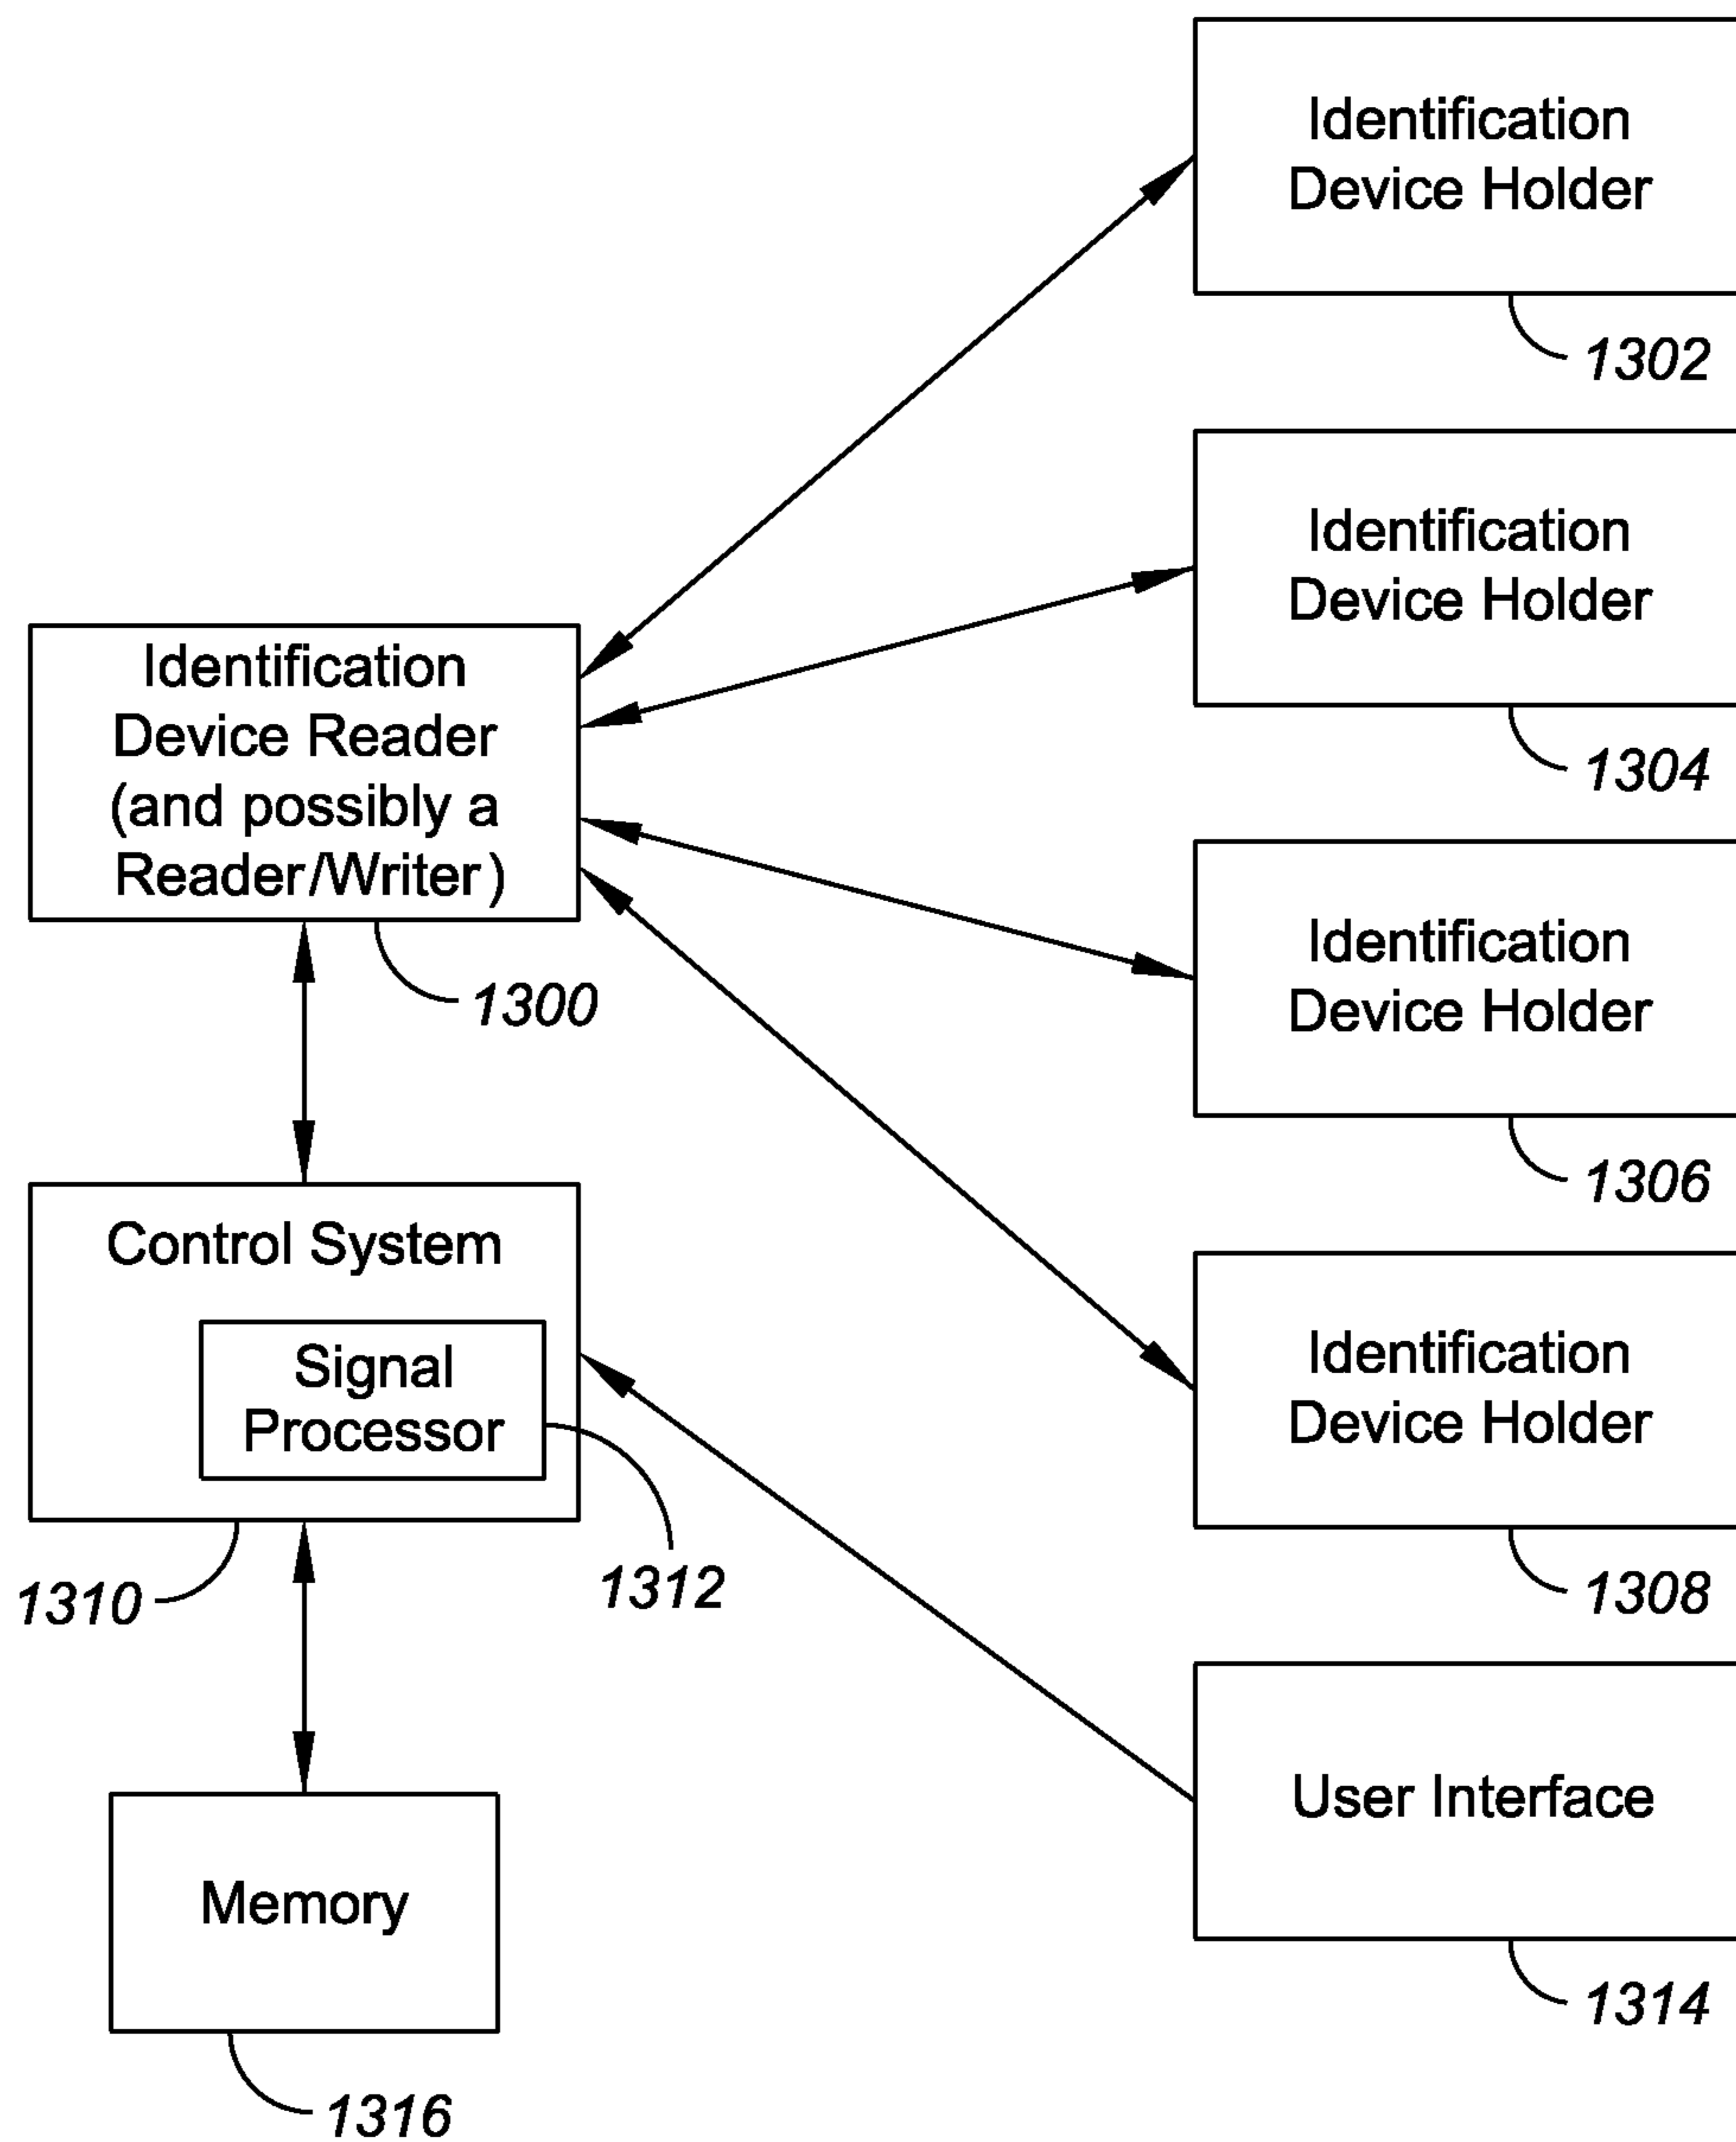 Identification
Device Holder
1302
Identification
Device Holder
1304
Identification
Device Reader
(and possibly a
Reader/Writer)
1300
Identification
Device Holder
1306
Control System
Signal
Processor
1310
1312
Identification
Device Holder
1308
User Interface
1314
Memory
1316